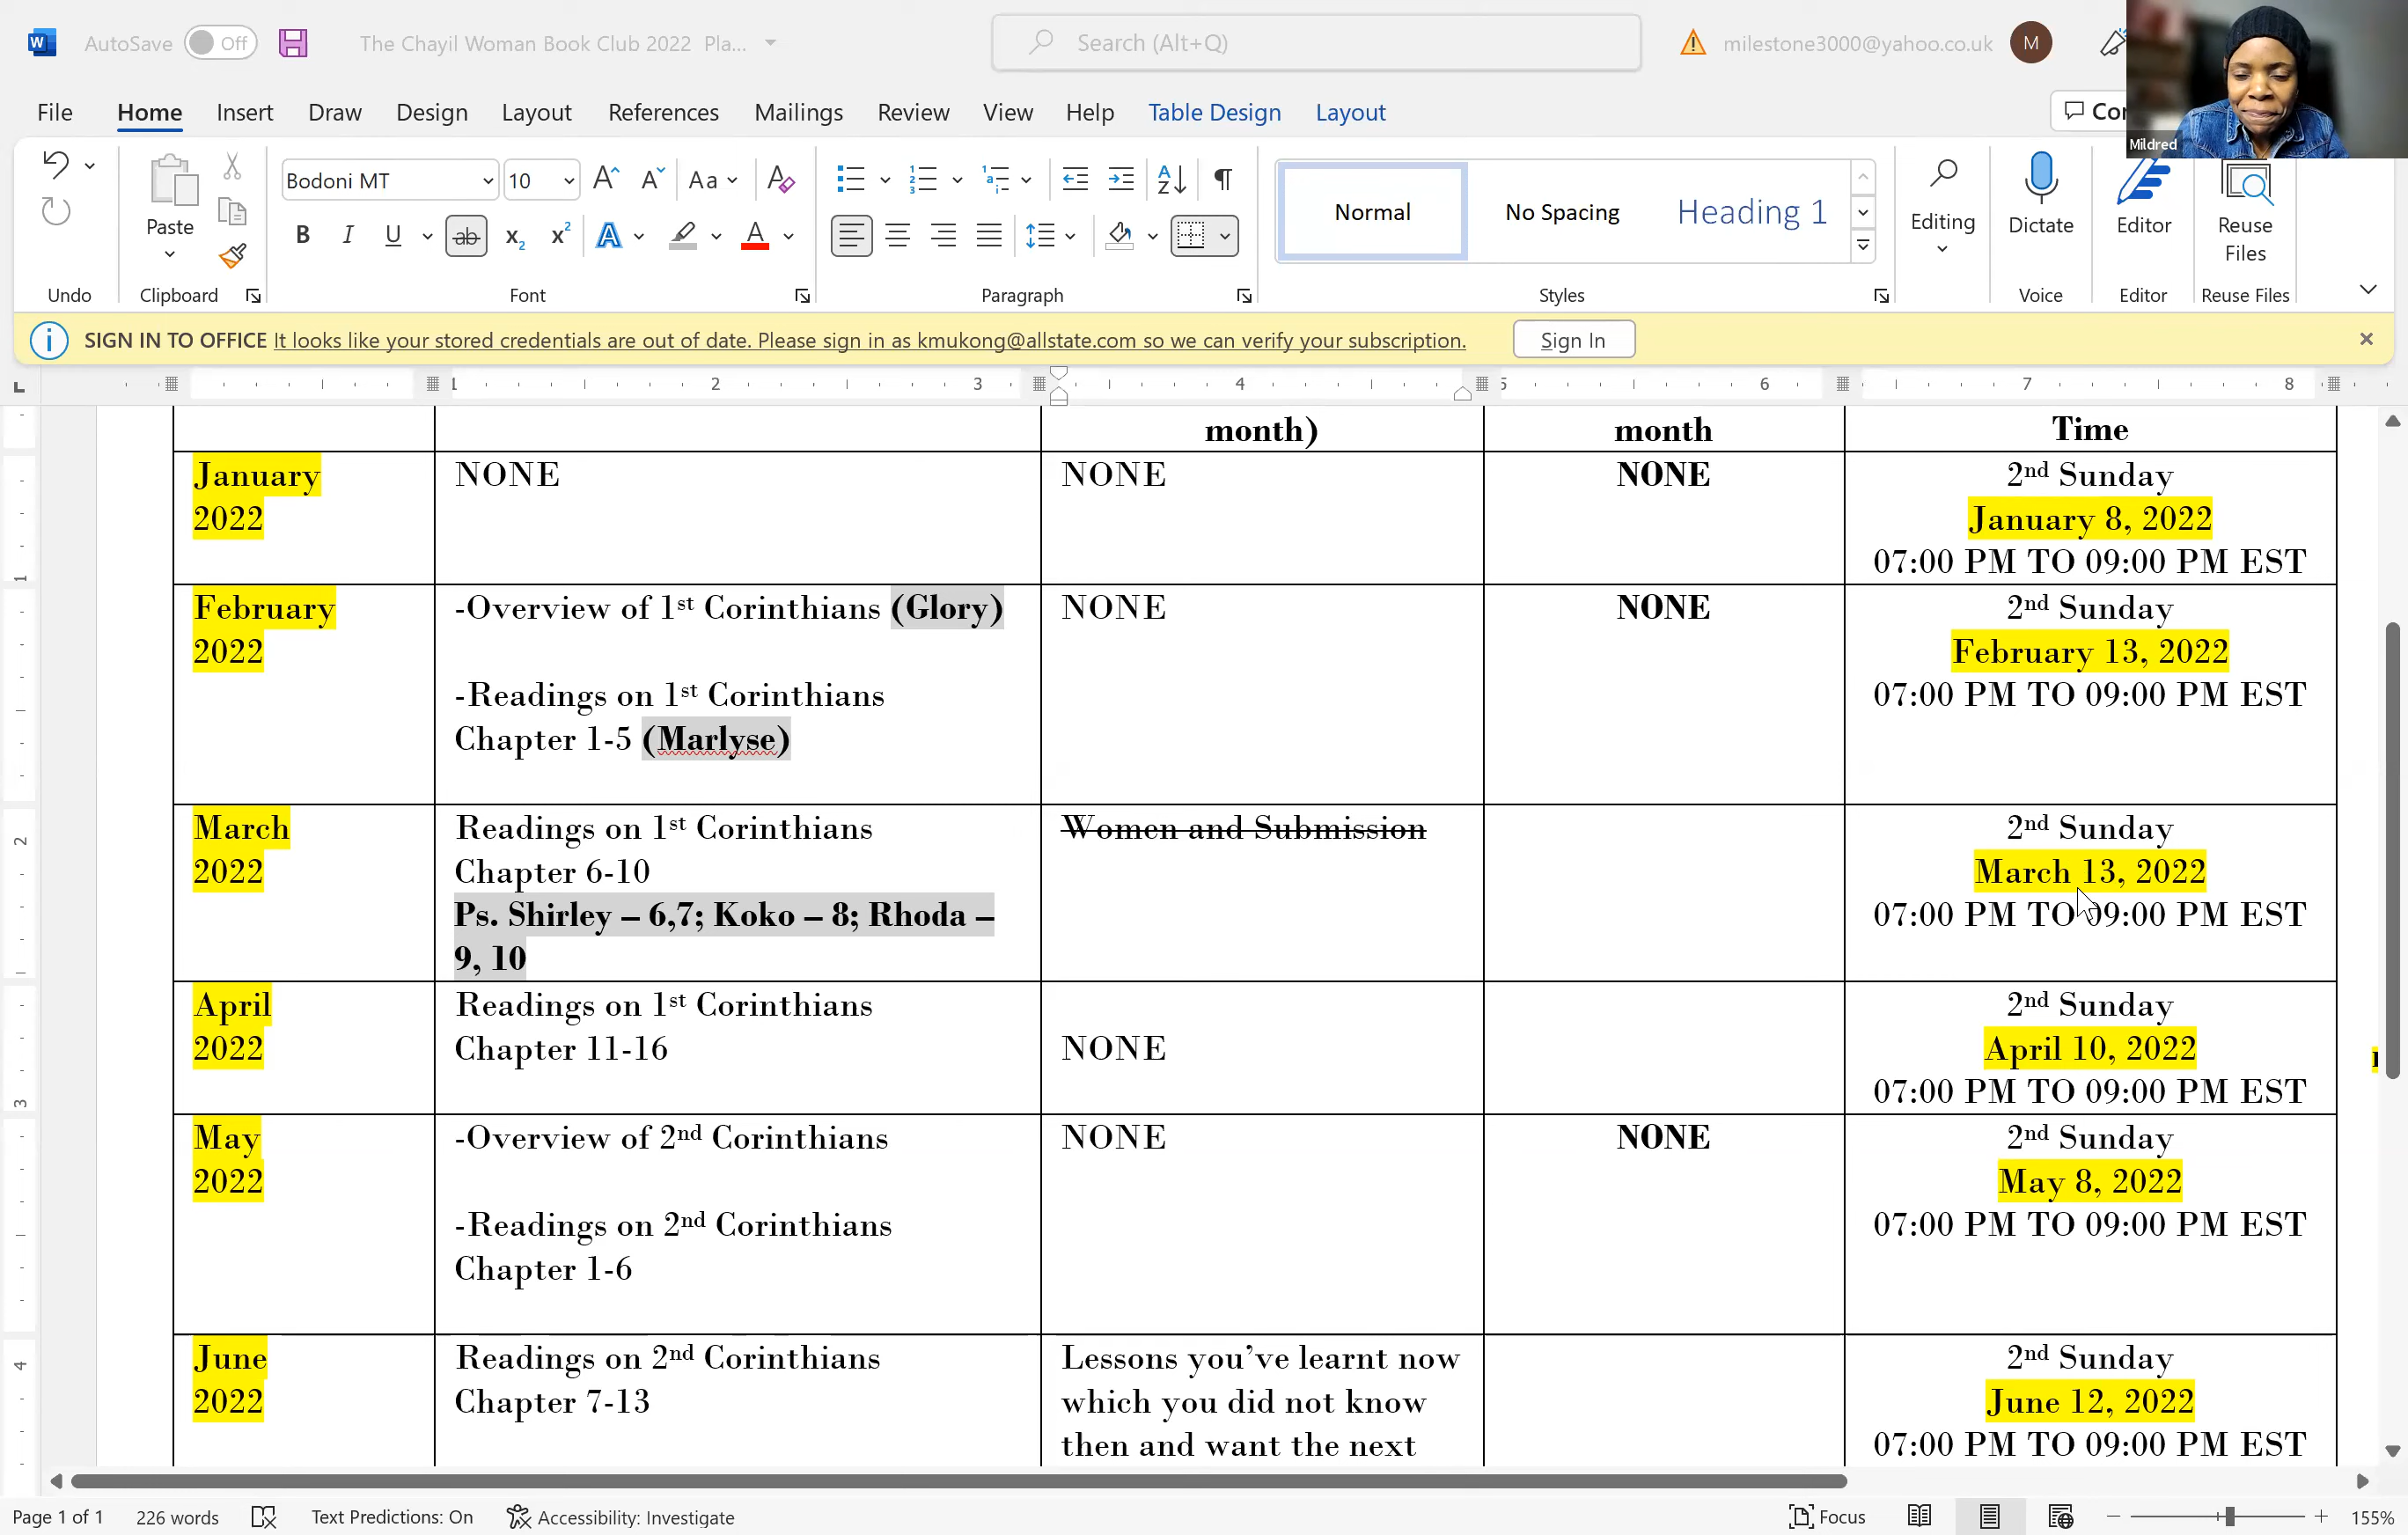 AutoSave Off The Chayil Woman Book Club 2022 Pla... Search (Alt+Q) milestone3000@yahoo.co.uk M
File Home Insert Draw Design Layout References Mailings Review View Help Table Design Layout
Mildred
Paste Bodoni MT 10 Aa Normal No Spacing Heading 1 Editing Dictate Editor Reuse Files
B I U ab x2 x2 A A
Undo Clipboard Font Paragraph Styles Voice Editor Reuse Files
SIGN IN TO OFFICE It looks like your stored credentials are out of date. Please sign in as kmukong@allstate.com so we can verify your subscription. Sign In
1 2 3 4 5 6 7 8
month) month Time
January NONE NONE NONE 2nd Sunday
2022 January 8, 2022
07:00 PM TO 09:00 PM EST
February -Overview of 1st Corinthians (Glory) NONE NONE 2nd Sunday
2022 February 13, 2022
-Readings on 1st Corinthians 07:00 PM TO 09:00 PM EST
Chapter 1-5 (Marlyse)
March Readings on 1st Corinthians Women and Submission 2nd Sunday
2022 Chapter 6-10 March 13, 2022
Ps. Shirley – 6,7; Koko – 8; Rhoda – 07:00 PM TO 09:00 PM EST
9, 10
April Readings on 1st Corinthians 2nd Sunday
2022 Chapter 11-16 NONE April 10, 2022
07:00 PM TO 09:00 PM EST
May -Overview of 2nd Corinthians NONE NONE 2nd Sunday
2022 May 8, 2022
-Readings on 2nd Corinthians 07:00 PM TO 09:00 PM EST
Chapter 1-6
June Readings on 2nd Corinthians Lessons you’ve learnt now 2nd Sunday
2022 Chapter 7-13 which you did not know June 12, 2022
then and want the next 07:00 PM TO 09:00 PM EST
Page 1 of 1 226 words Text Predictions: On Accessibility: Investigate Focus 155%